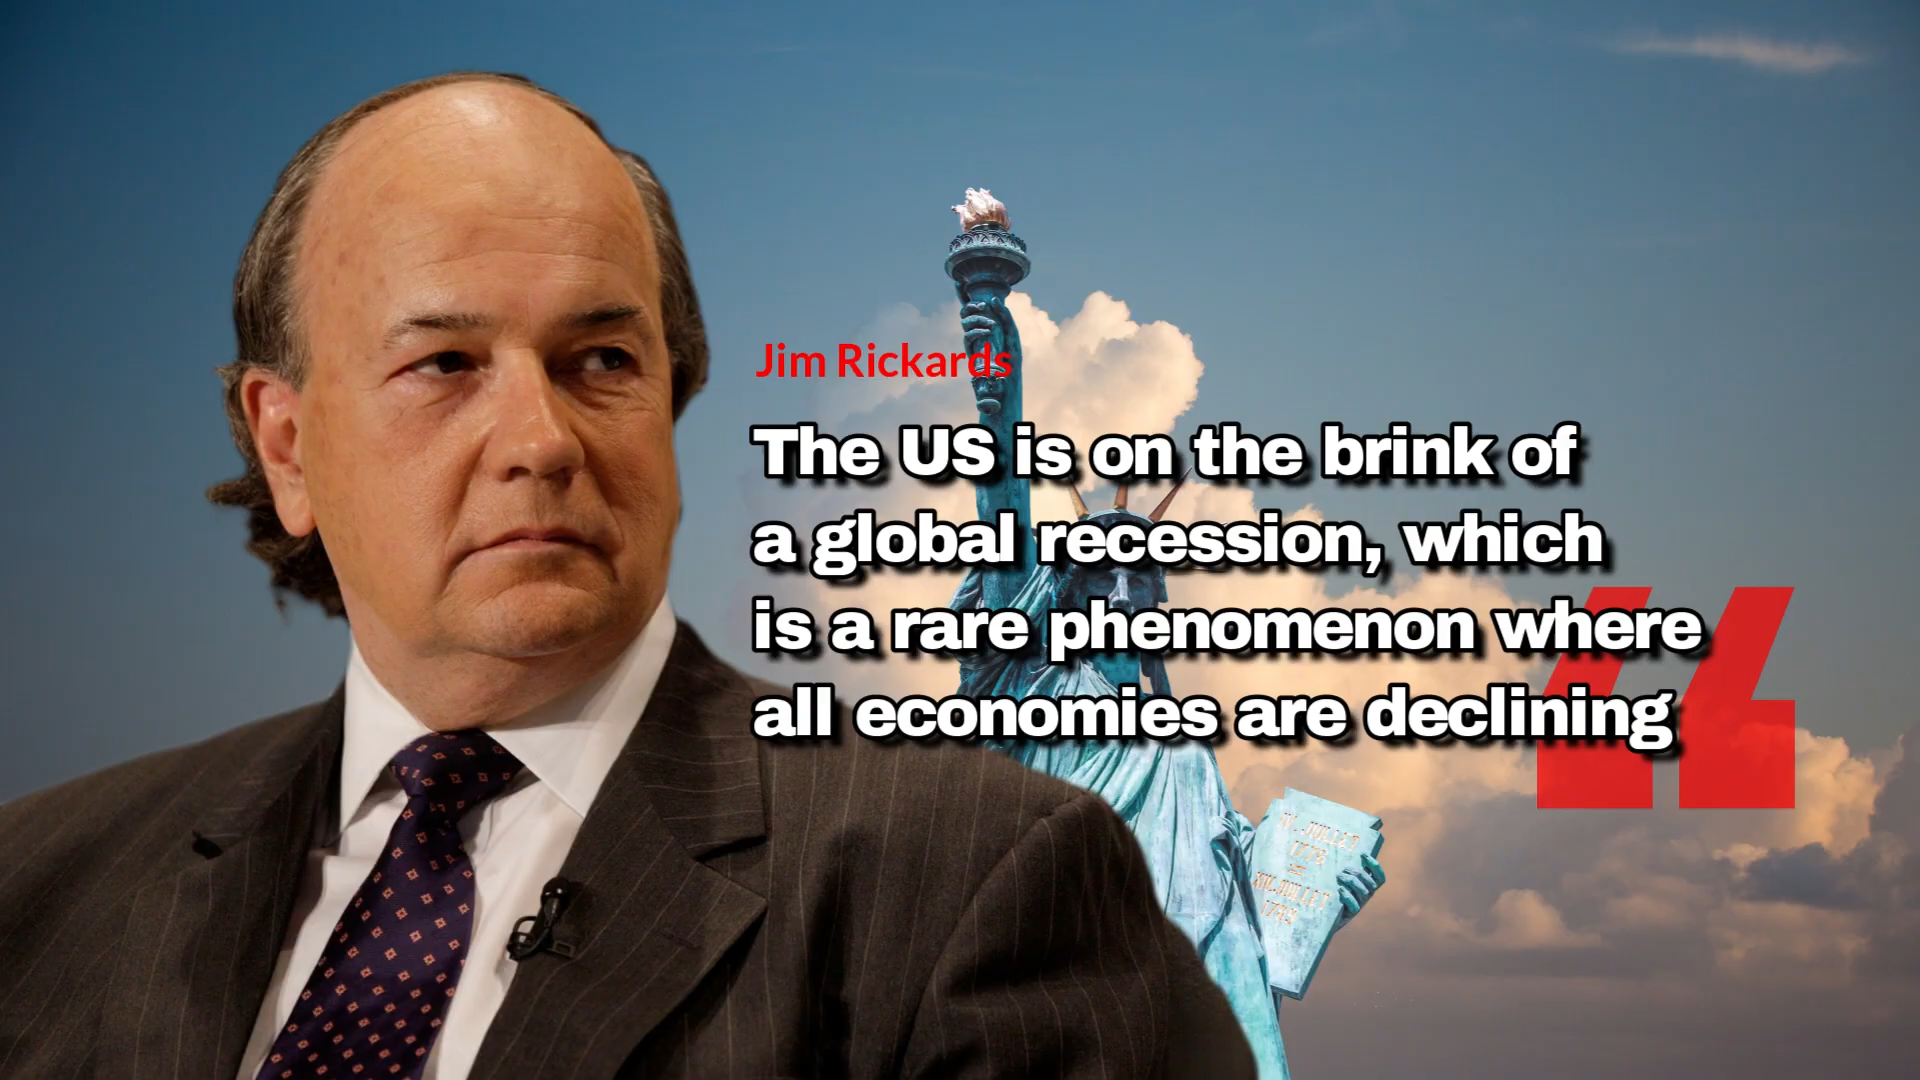 Jim Rickards
The US is on the brink of
a global recession, which
is a rare phenomenon where
all economies are declining
“